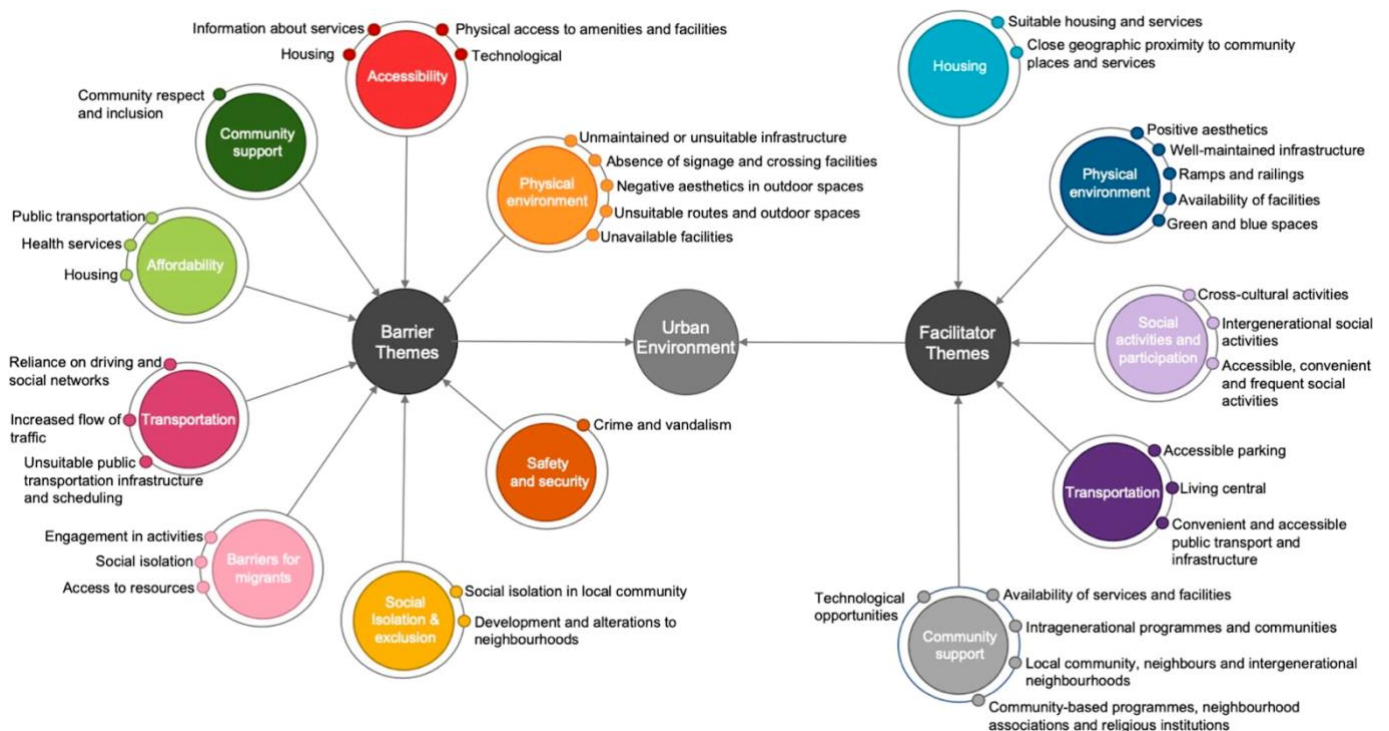 Information about services
Physical access to amenities and facilities
Housing
Technological
Accessibility
Community respect
and inclusion
Community
support
Unmaintained or unsuitable infrastructure
Absence of signage and crossing facilities
Negative aesthetics in outdoor spaces
Unsuitable routes and outdoor spaces
Unavailable facilities
Physical
environment
Public transportation
Health services
Housing
Affordability
Barrier
Themes
Reliance on driving and
social networks
Increased flow of
traffic
Unsuitable public
transportation infrastructure
and scheduling
Transportation
Crime and vandalism
Safety
and security
Engagement in activities
Social isolation
Access to resources
Barriers for
migrants
Social isolation in local community
Development and alterations to
neighbourhoods
Social
Isolation &
exclusion
Urban
Environment
Suitable housing and services
Close geographic proximity to community
places and services
Housing
Positive aesthetics
Well-maintained infrastructure
Ramps and railings
Availability of facilities
Green and blue spaces
Physical
environment
Facilitator
Themes
Cross-cultural activities
Intergenerational social
activities
Accessible, convenient
and frequent social
activities
Social
activities and
participation
Accessible parking
Living central
Convenient and accessible
public transport and
infrastructure
Transportation
Technological
opportunities
Availability of services and facilities
Intragenerational programmes and communities
Local community, neighbours and intergenerational
neighbourhoods
Community-based programmes, neighbourhood
associations and religious institutions
Community
support